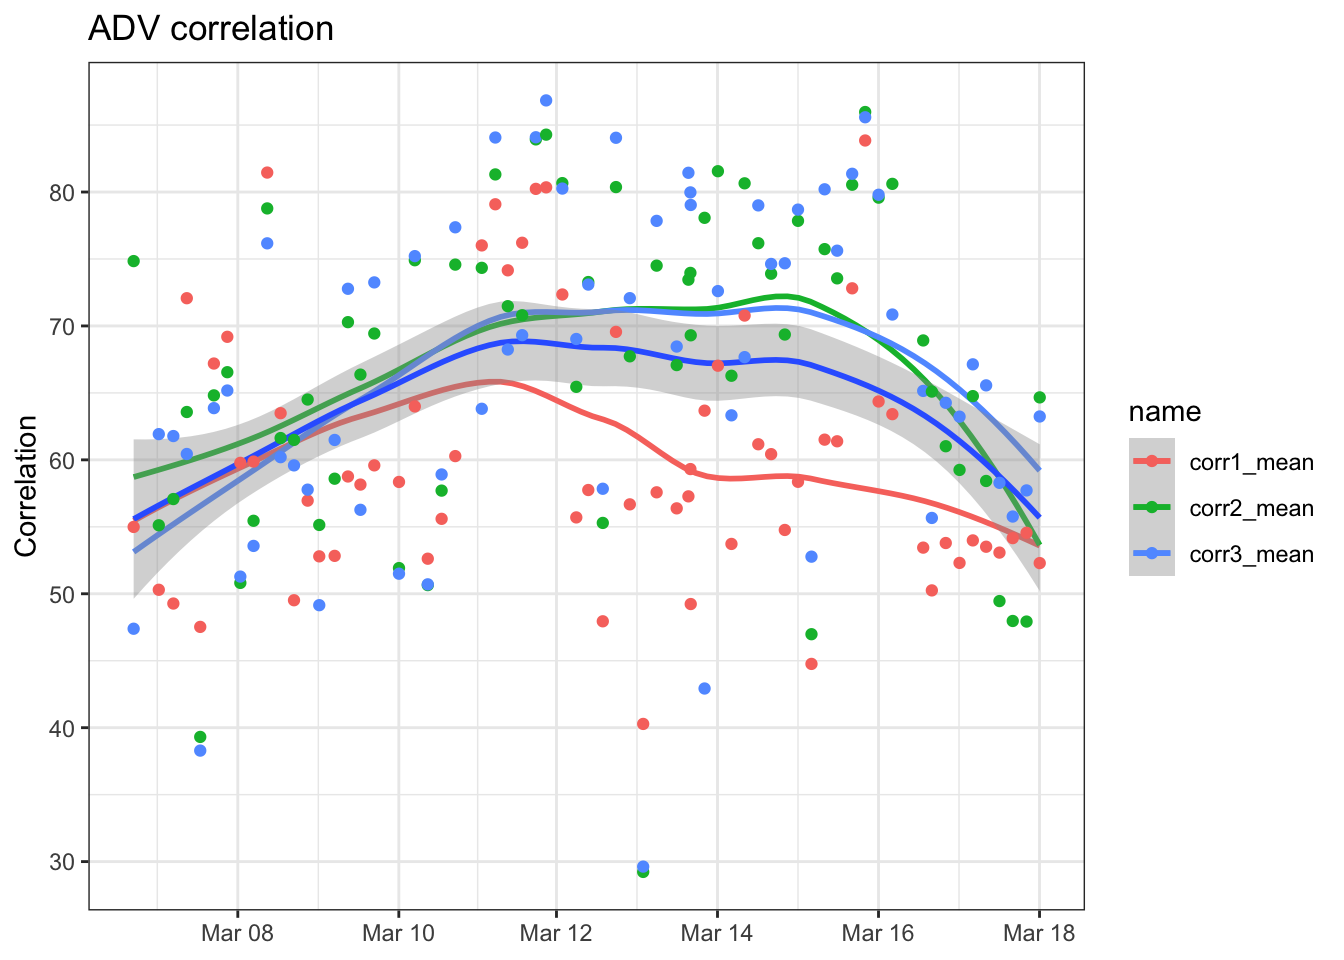 ADV correlation
Correlation
80
70
60
50
40
30
Mar 08
Mar 10
Mar 12
Mar 14
Mar 16
Mar 18
name
corr1_mean
corr2_mean
corr3_mean